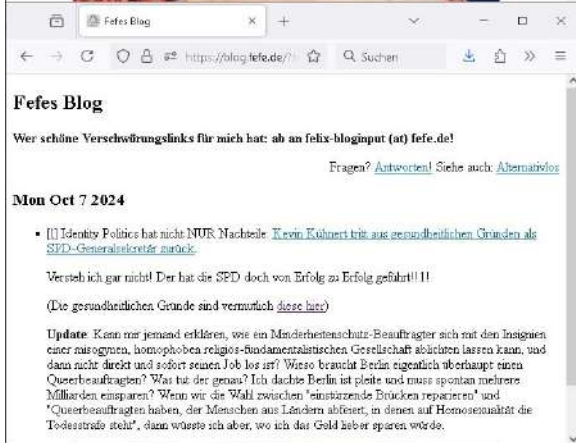 Fefes Blog
https://blog.fefe.de/?
Suchen
Fefes Blog
Wer schöne Verschwörungslinks für mich hat: ab an felix-bloginput (at) fefe.de!
Fragen? Antworten! Siehe auch: Alternativlos
Mon Oct 7 2024
[l] Identity Politics hat nicht NUR Nachteile: Kevin Kühnert tritt aus gesundheitlichen Gründen als
SPD-Generalsekretär zurück.
Versteh ich gar nicht! Der hat die SPD doch von Erfolg zu Erfolg geführt!!1!
(Die gesundheitlichen Gründe sind vermutlich diese hier)
Update: Kann mir jemand erklären, wie ein Minderheitenschutz-Beauftragter sich mit den Insignien
einer misogynen, homophoben religiös-fundamentalistischen Gesellschaft ablichten lassen kann, und
dann nicht direkt und sofort seinen Job los ist? Wieso braucht Berlin eigentlich überhaupt einen
Queerbeauftragten? Was tut der genau? Ich dachte Berlin ist pleite und muss spontan mehrere
Milliarden einsparen? Wenn wir die Wahl zwischen "einstürzende Brücken reparieren" und
"Queerbeauftragten haben, der Menschen aus Ländern abfeiert, in denen auf Homosexualität die
Todesstrafe steht", dann wüsste ich aber, wo ich das Geld lieber sparen würde.